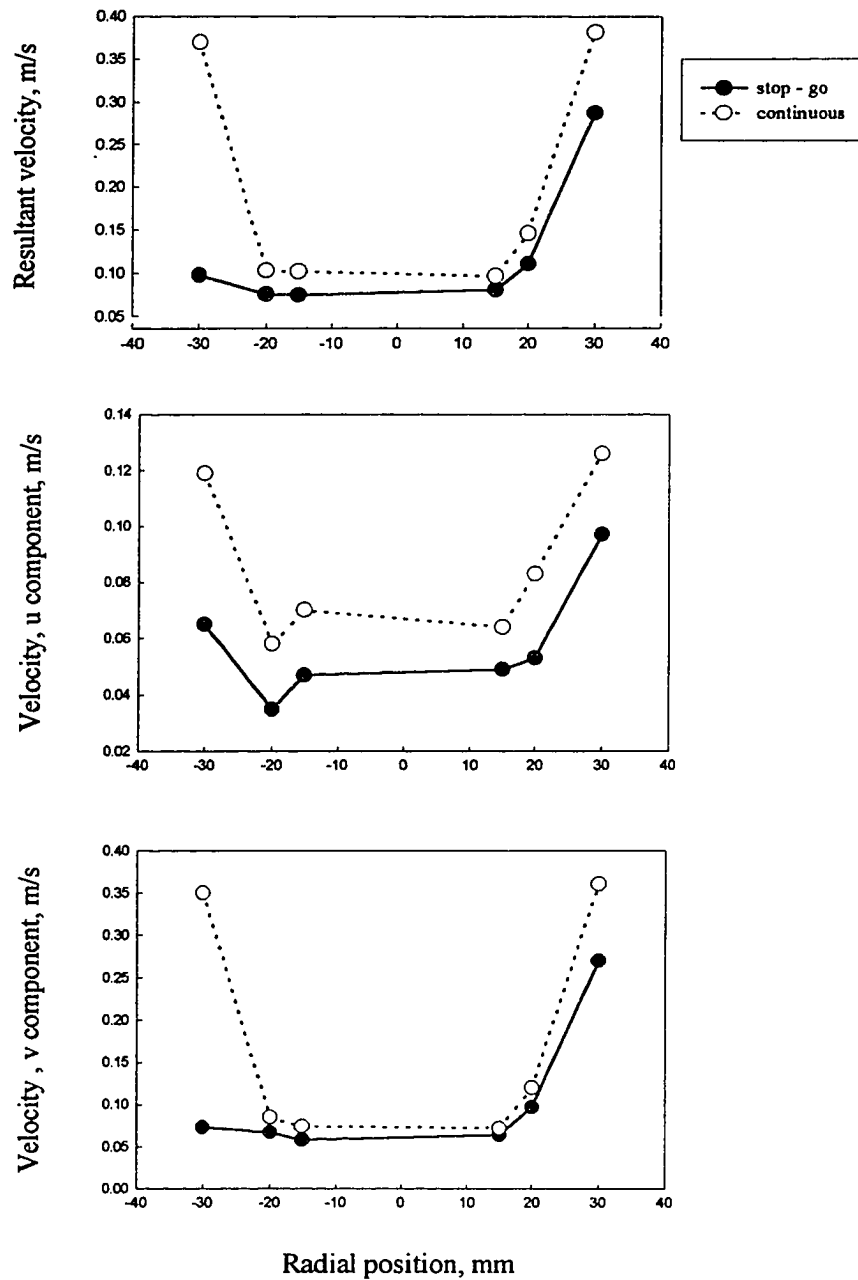 Resultant velocity, m/s
0.40
0.35
0.30
0.25
0.20
0.15
0.10
0.05
-40 -30 -20 -10 0 10 20 30 40
stop - go
continuous
Velocity, u component, m/s
0.14
0.12
0.10
0.08
0.06
0.04
0.02
-40 -30 -20 -10 0 10 20 30 40
Velocity , v component, m/s
0.40
0.35
0.30
0.25
0.20
0.15
0.10
0.05
0.00
-40 -30 -20 -10 0 10 20 30 40
Radial position, mm